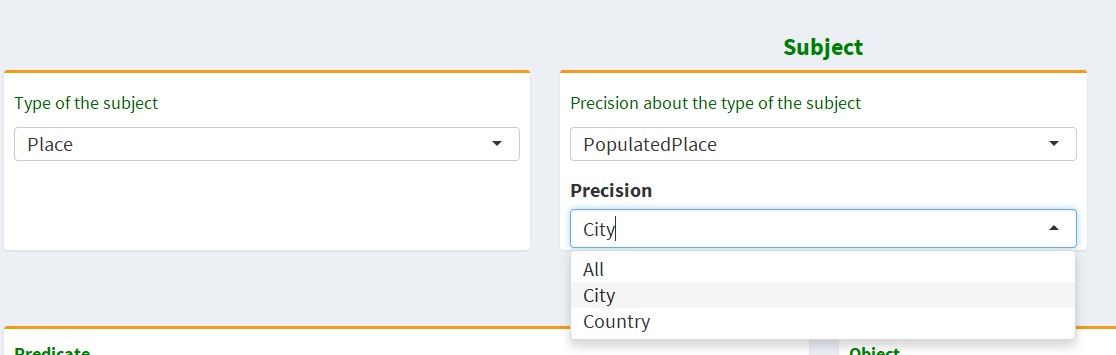 Subject
Type of the subject
Place
Precision about the type of the subject
PopulatedPlace
Precision
City
All
City
Country
Predicate
Object